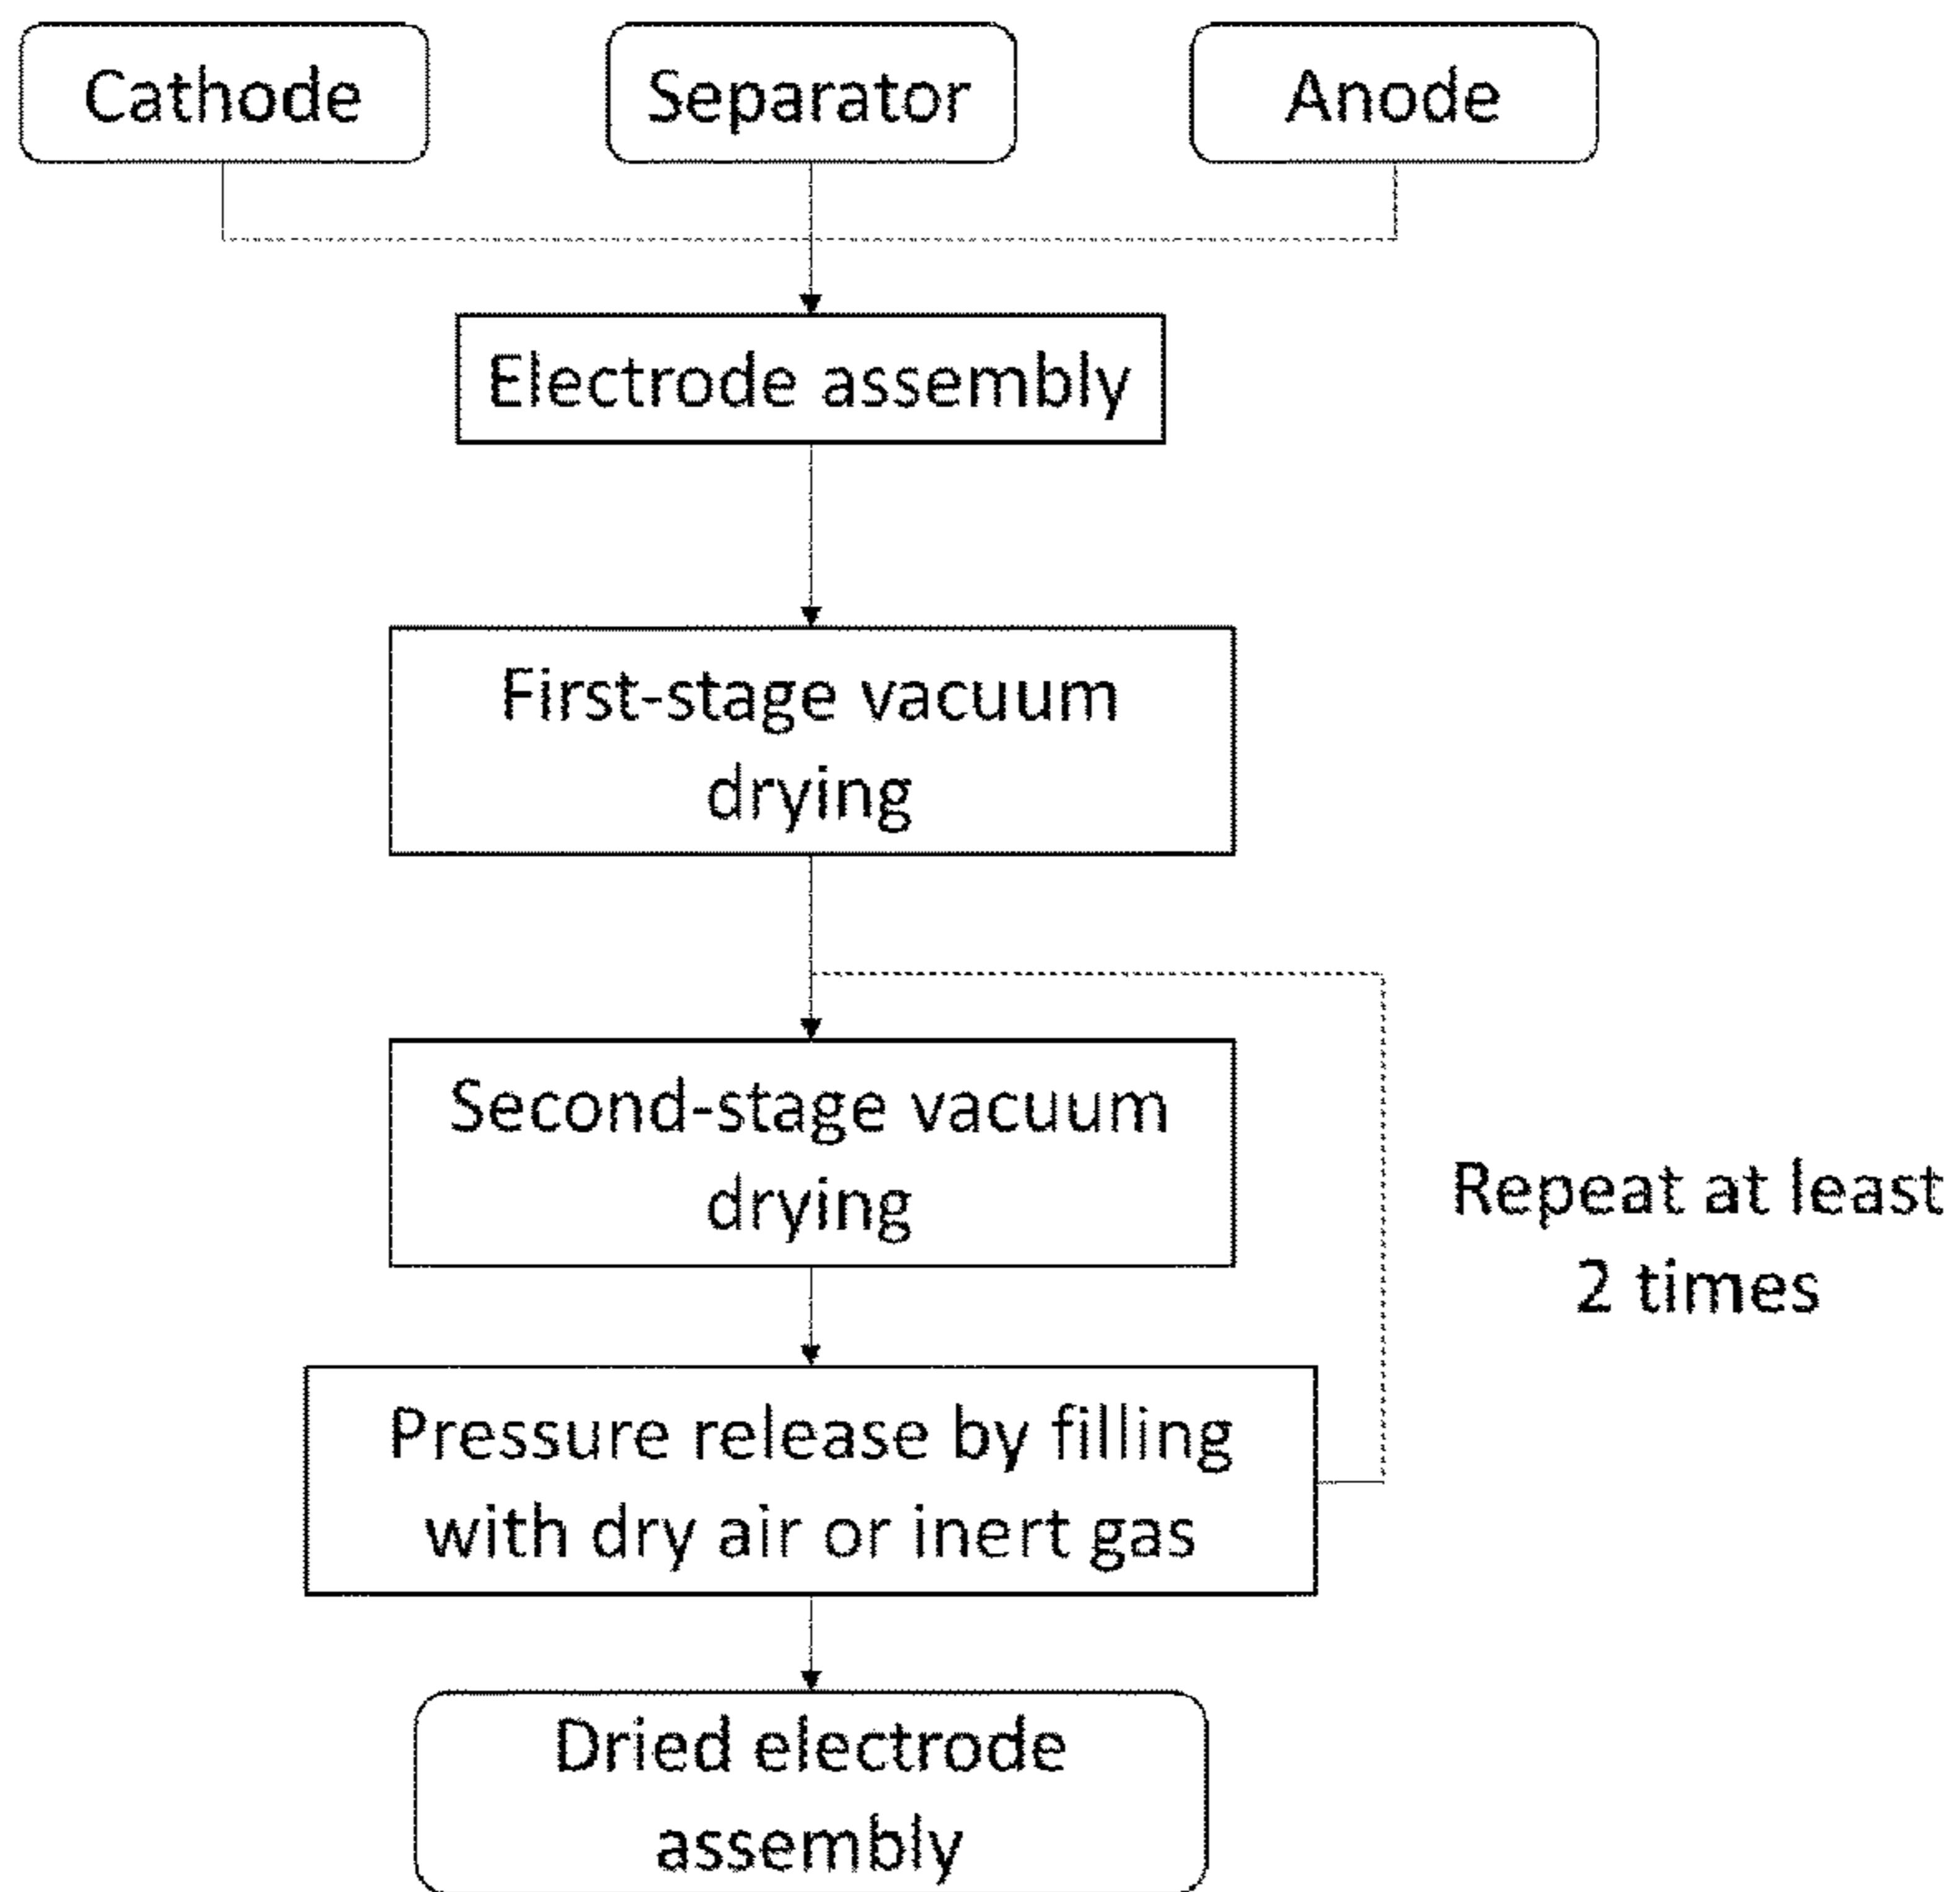 Cathode
Separator
Anode
Electrode assembly
First-stage vacuum
drying
Second-stage vacuum
drying
Repeat at least
2 times
Pressure release by filling
with dry air or inert gas
Dried electrode
assembly